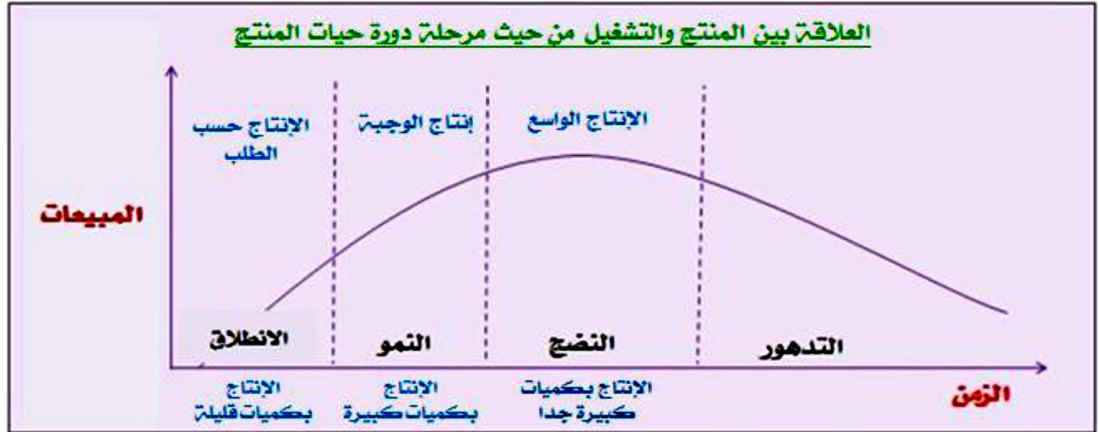 العلاقة بين المنتج والتشغيل من حيث مرحلة دورة حيات المنتج
الإنتاج حسب
الطلب
إنتاج الوجبة
الإنتاج الواسع
المبيعات
الانطلاق
النمو
النضج
التدهور
الإنتاج
بكميات قليلة
الإنتاج
بكميات كبيرة
الإنتاج بكميات
كبيرة جدا
الزمن